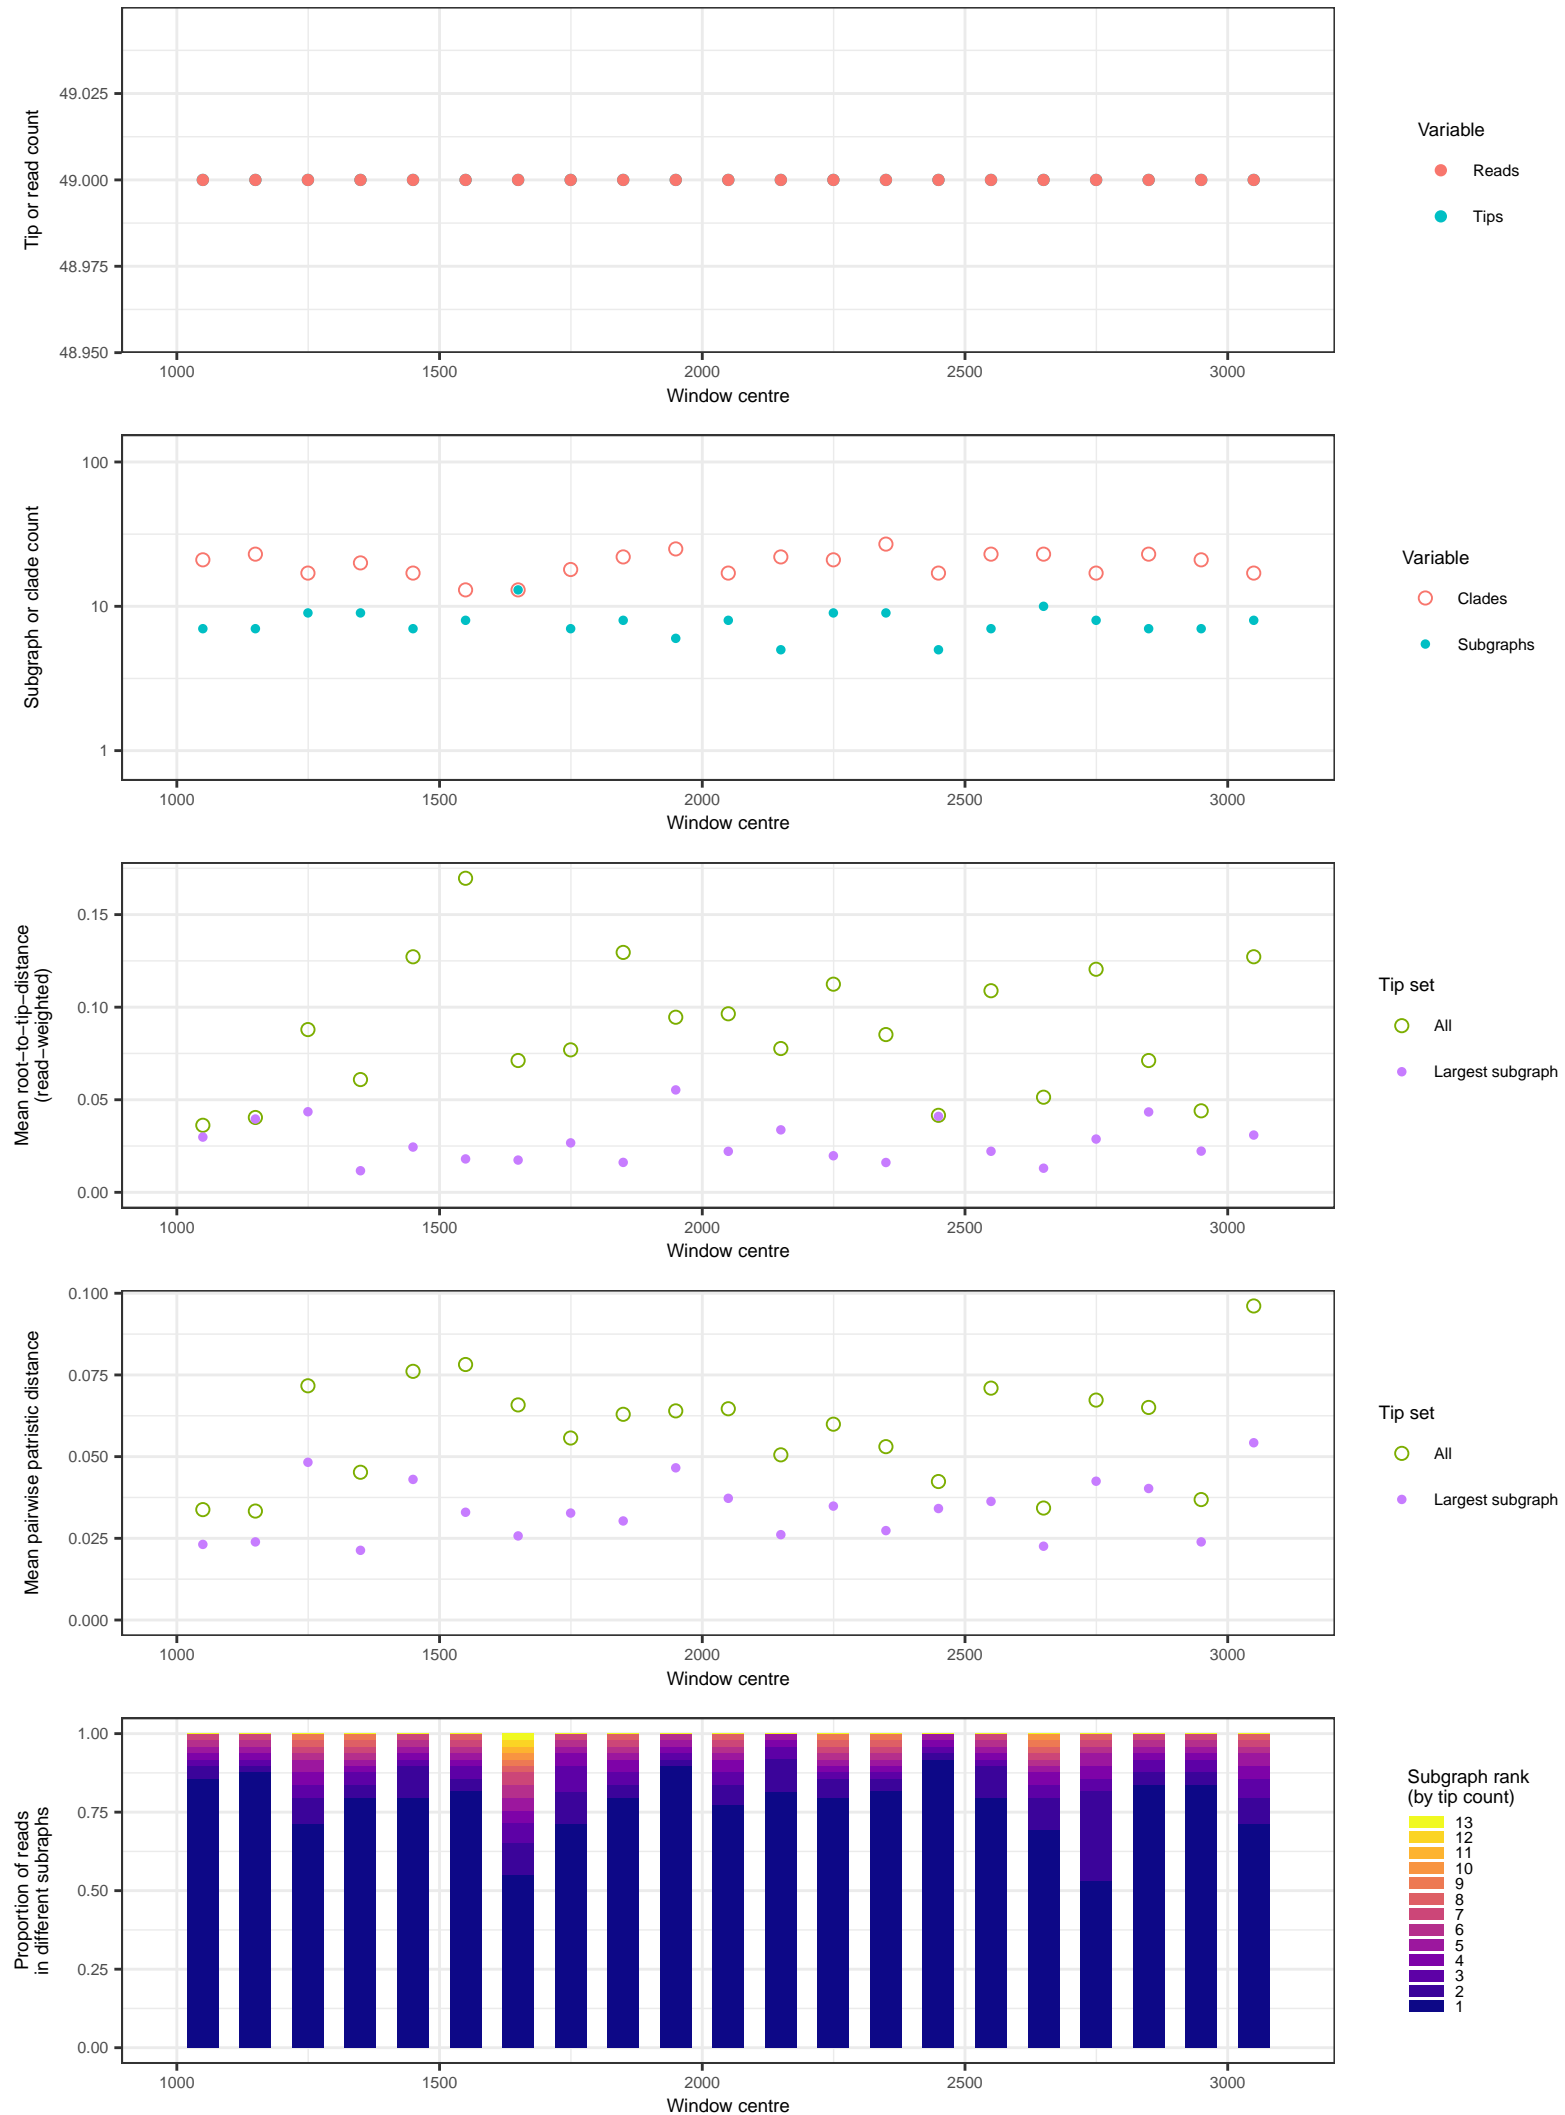 49.025
49.000
48.975
48.950
Tip or read count
1000 1500 2000 2500 3000
Window centre
Variable
Reads
Tips
100
10
1
Subgraph or clade count
1000 1500 2000 2500 3000
Window centre
Variable
Clades
Subgraphs
0.15
0.10
0.05
0.00
Mean root−to−tip−distance
(read−weighted)
1000 1500 2000 2500 3000
Window centre
Tip set
All
Largest subgraph
0.100
0.075
0.050
0.025
0.000
Mean pairwise patristic distance
1000 1500 2000 2500 3000
Window centre
Tip set
All
Largest subgraph
1.00
0.75
0.50
0.25
0.00
Proportion of reads
in different subraphs
1000 1500 2000 2500 3000
Window centre
Subgraph rank
(by tip count)
13
12
11
10
9
8
7
6
5
4
3
2
1